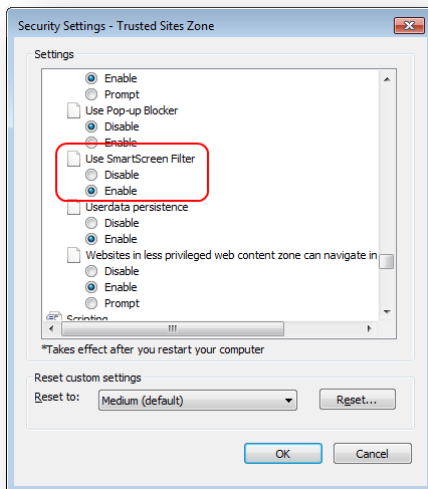 Security Settings - Trusted Sites Zone
Settings
Enable
Prompt
Use Pop-up Blocker
Disable
Enable
Use SmartScreen Filter
Disable
Enable
Userdata persistence
Disable
Enable
Websites in less privileged web content zone can navigate in
Disable
Enable
Prompt
Scripting
*Takes effect after you restart your computer
Reset custom settings
Reset to: Medium (default) Reset...
OK Cancel